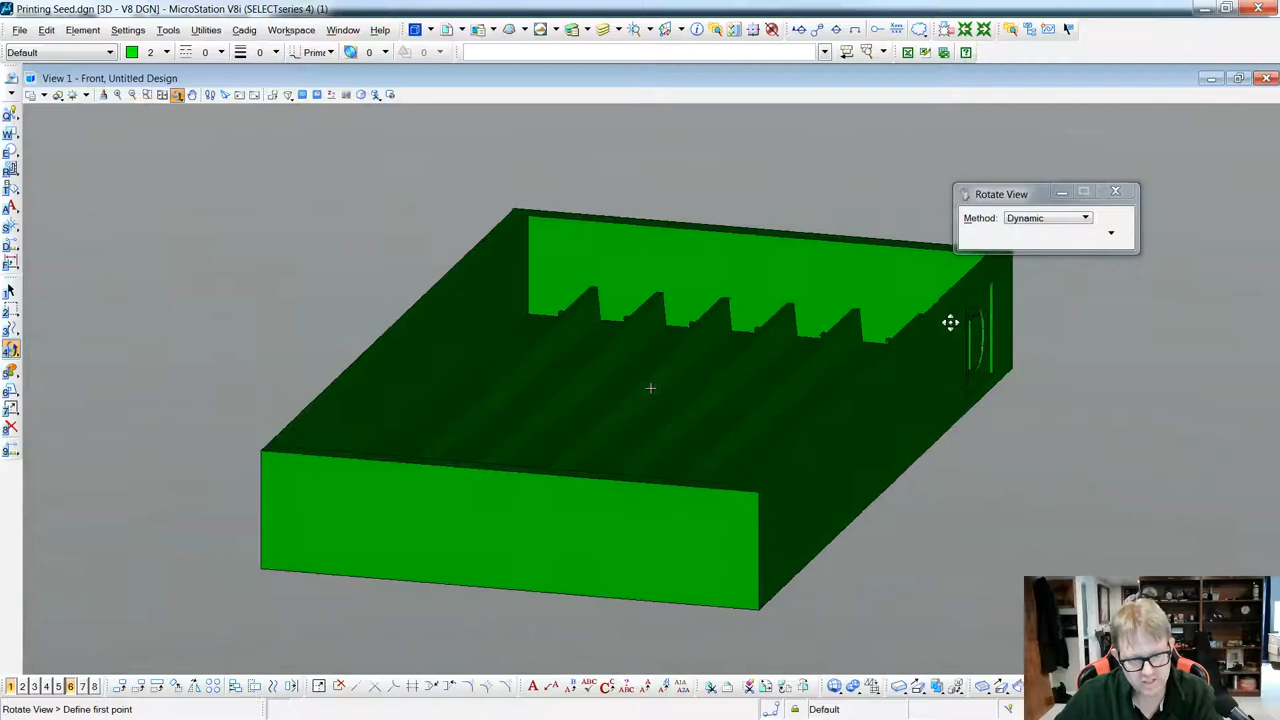 Printing Seed.dgn [3D - V8 DGN] - MicroStation V8i (SELECTseries 4) (1)
File Edit Element Settings Tools Utilities Cadig Workspace Window Help
Default 2 0 0 Prima 0 0
View 1 - Front, Untitled Design
Rotate View
Method: Dynamic
1 2 3 4 5 6 7 8
Rotate View > Define first point
Default